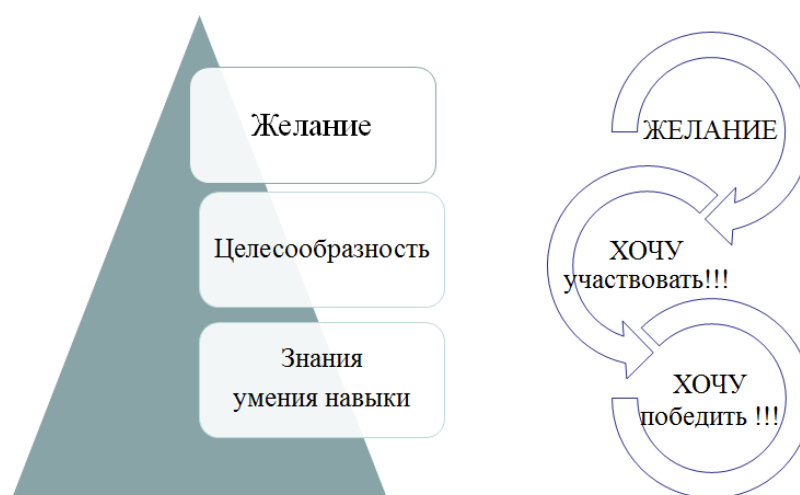 Желание
Целесообразность
Знания
умения навыки
ЖЕЛАНИЕ
ХОЧУ
участвовать!!!
ХОЧУ
победить !!!